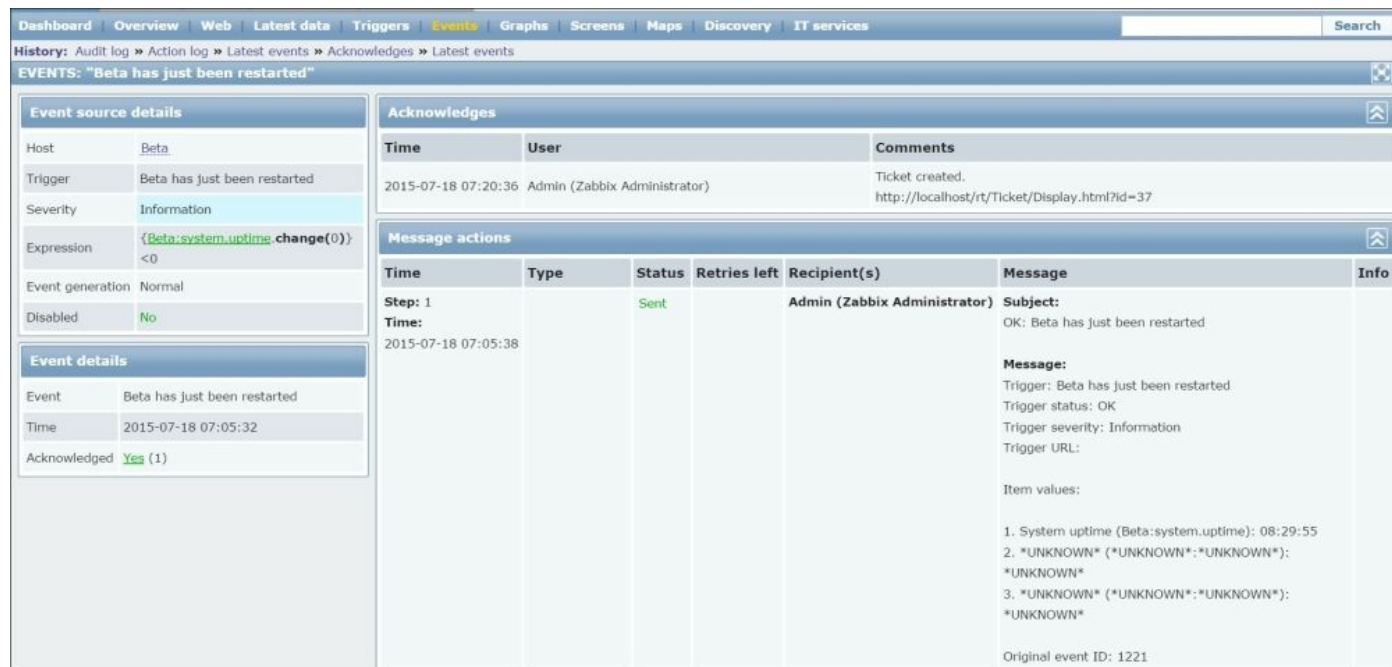 Dashboard | Overview | Web | Latest data | Triggers | Events | Graphs | Screens | Maps | Discovery | IT services
Search
History: Audit log » Action log » Latest events » Acknowledges » Latest events
EVENTS: "Beta has just been restarted"
Event source details
Host Beta
Trigger Beta has just been restarted
Severity Information
Expression {Beta:system.uptime.change(0)}
<0
Event generation Normal
Disabled No
Event details
Event Beta has just been restarted
Time 2015-07-18 07:05:32
Acknowledged Yes (1)
Acknowledges
Time User Comments
2015-07-18 07:20:36 Admin (Zabbix Administrator) Ticket created.
http://localhost/rt/Ticket/Display.html?id=37
Message actions
Time Type Status Retries left Recipient(s) Message Info
Step: 1 Sent Admin (Zabbix Administrator) Subject:
Time: OK: Beta has just been restarted
2015-07-18 07:05:38
Message:
Trigger: Beta has just been restarted
Trigger status: OK
Trigger severity: Information
Trigger URL:
Item values:
1. System uptime (Beta:system.uptime): 08:29:55
2. *UNKNOWN* (*UNKNOWN*:*UNKNOWN*):
*UNKNOWN*
3. *UNKNOWN* (*UNKNOWN*:*UNKNOWN*):
*UNKNOWN*
Original event ID: 1221